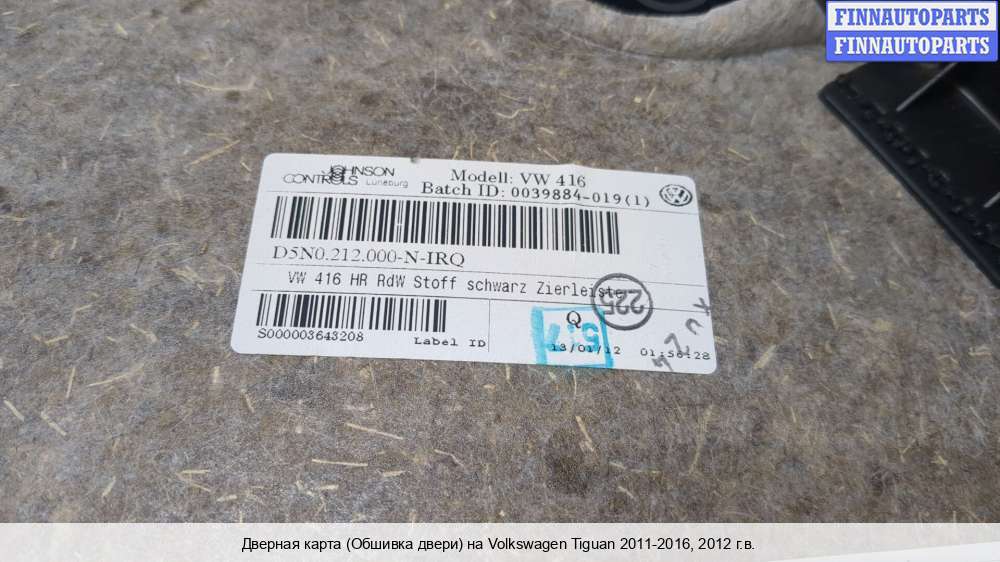 FINNAUTOPARTS
FINNAUTOPARTS
JOHNSON
CONTROLS Lüneburg
Modell: VW 416
Batch ID: 0039884-019(1)
D5N0.212.000-N-IRQ
VW 416 HR RdW Stoff schwarz Zierleiste
225
S000003643208
Label ID
Q
517
13/01/12 01:56:28
Дверная карта (Обшивка двери) на Volkswagen Tiguan 2011-2016, 2012 г.в.